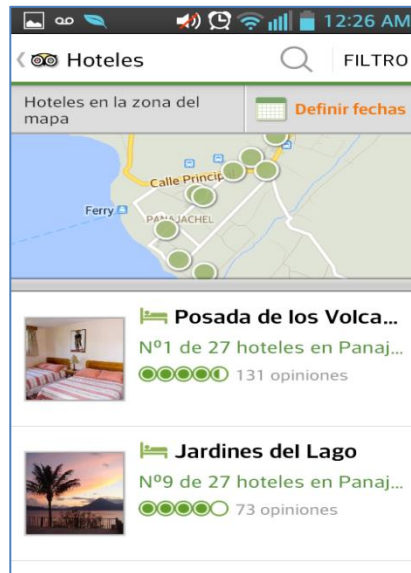 12:26 AM
Hoteles
FILTRO
Hoteles en la zona del
mapa
Definir fechas
Calle Princip
Ferry
PANAJACHEL
Posada de los Volca...
Nº1 de 27 hoteles en Panaj...
131 opiniones
Jardines del Lago
Nº9 de 27 hoteles en Panaj...
73 opiniones